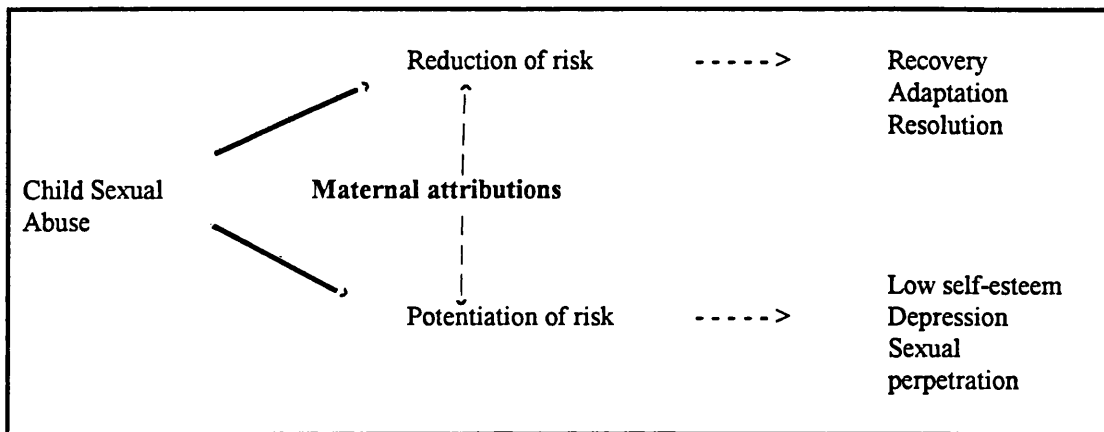 Reduction of risk - - - - - >
Recovery
Adaptation
Resolution
Child Sexual
Abuse
Maternal attributions
Potentiation of risk - - - - - >
Low self-esteem
Depression
Sexual
perpetration